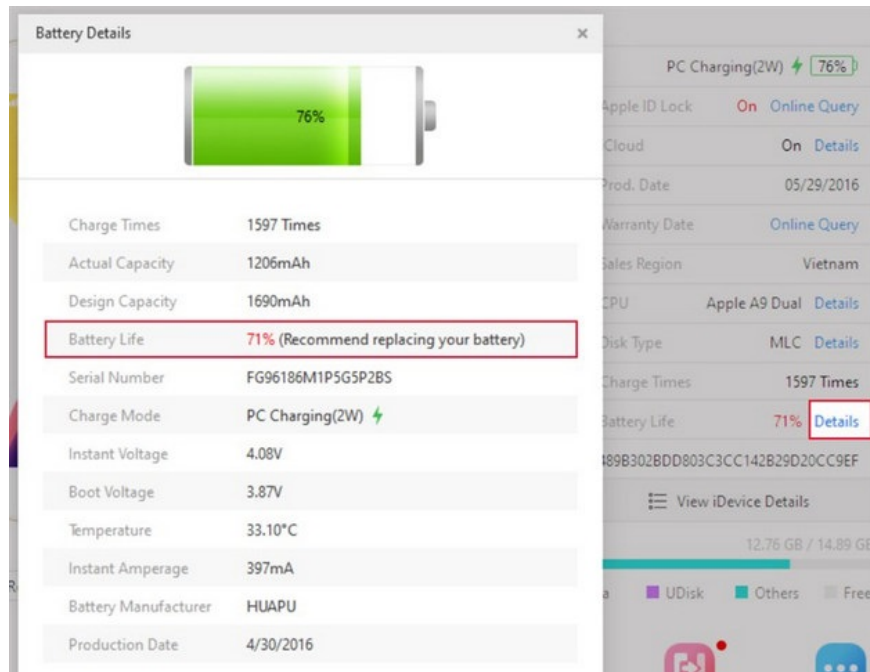 Battery Details
76%
Charge Times 1597 Times
Actual Capacity 1206mAh
Design Capacity 1690mAh
Battery Life 71% (Recommend replacing your battery)
Serial Number FG96186M1P5G5P2BS
Charge Mode PC Charging(2W)
Instant Voltage 4.08V
Boot Voltage 3.87V
Temperature 33.10°C
Instant Amperage 397mA
Battery Manufacturer HUAPU
Production Date 4/30/2016
PC Charging(2W) 76%
Apple ID Lock On Online Query
Cloud On Details
Prod. Date 05/29/2016
Warranty Date Online Query
Sales Region Vietnam
CPU Apple A9 Dual Details
Disk Type MLC Details
Charge Times 1597 Times
Battery Life 71% Details
489B302BDD803C3CC142B29D20CC9EF
View iDevice Details
12.76 GB / 14.89 GB
UDisk Others Free